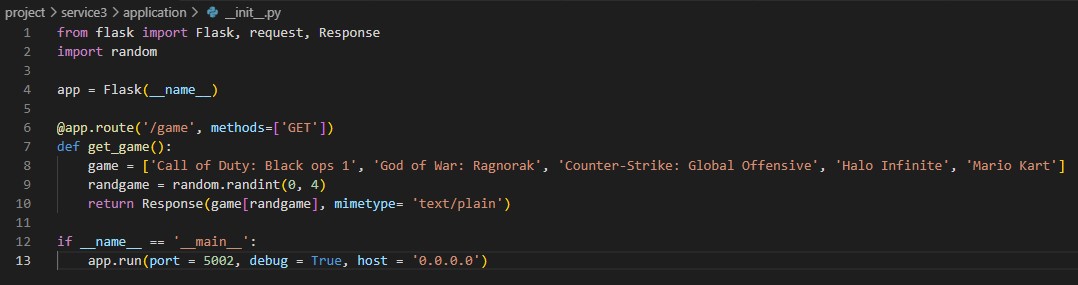 project > service3 > application > __init__.py
1 from flask import Flask, request, Response
2 import random
3
4 app = Flask(__name__)
5
6 @app.route('/game', methods=['GET'])
7 def get_game():
8     game = ['Call of Duty: Black ops 1', 'God of War: Ragnorak', 'Counter-Strike: Global Offensive', 'Halo Infinite', 'Mario Kart']
9     randgame = random.randint(0, 4)
10     return Response(game[randgame], mimetype= 'text/plain')
11
12 if __name__ == '__main__':
13     app.run(port = 5002, debug = True, host = '0.0.0.0')